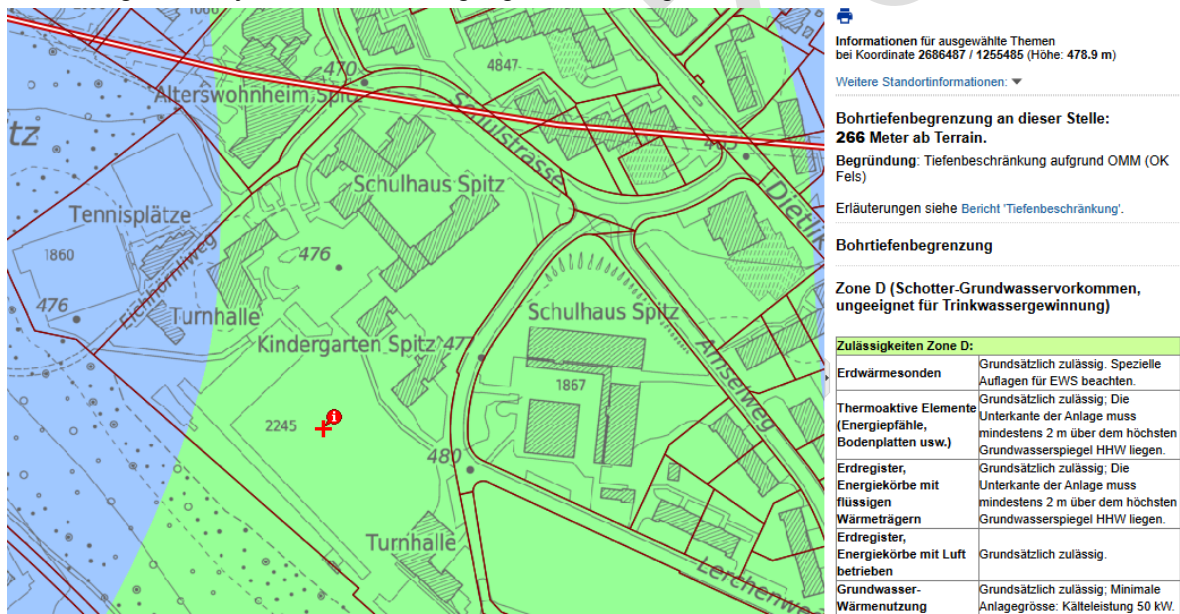 1860
476
tz
Tennisplätze
Eichhörnliweg
470
Alterswohnheim Spitz
4847
Schulstrasse
465
Dietlik
Schulhaus Spitz
476
Turnhalle
Kindergarten Spitz
477
Schulhaus Spitz
1867
Amselweg
2245
480
Turnhalle
Lerchenwe
Informationen für ausgewählte Themen
bei Koordinate 2686487 / 1255485 (Höhe: 478.9 m)
Weitere Standortinformationen:
Bohrtiefenbegrenzung an dieser Stelle:
266 Meter ab Terrain.
Begründung: Tiefenbeschränkung aufgrund OMM (OK
Fels)
Erläuterungen siehe Bericht 'Tiefenbeschränkung'.
Bohrtiefenbegrenzung
Zone D (Schotter-Grundwasservorkommen,
ungeeignet für Trinkwassergewinnung)
Zulässigkeiten Zone D:
Erdwärmesonden
Grundsätzlich zulässig. Spezielle
Auflagen für EWS beachten.
Thermoaktive Elemente
(Energiepfähle,
Bodenplatten usw.)
Grundsätzlich zulässig; Die
Unterkante der Anlage muss
mindestens 2 m über dem höchsten
Grundwasserspiegel HHW liegen.
Erdregister,
Energiekörbe mit
flüssigen
Wärmeträgern
Grundsätzlich zulässig; Die
Unterkante der Anlage muss
mindestens 2 m über dem höchsten
Grundwasserspiegel HHW liegen.
Erdregister,
Energiekörbe mit Luft
betrieben
Grundsätzlich zulässig.
Grundwasser-
Wärmenutzung
Grundsätzlich zulässig; Minimale
Anlagegrösse: Kälteleistung 50 kW.